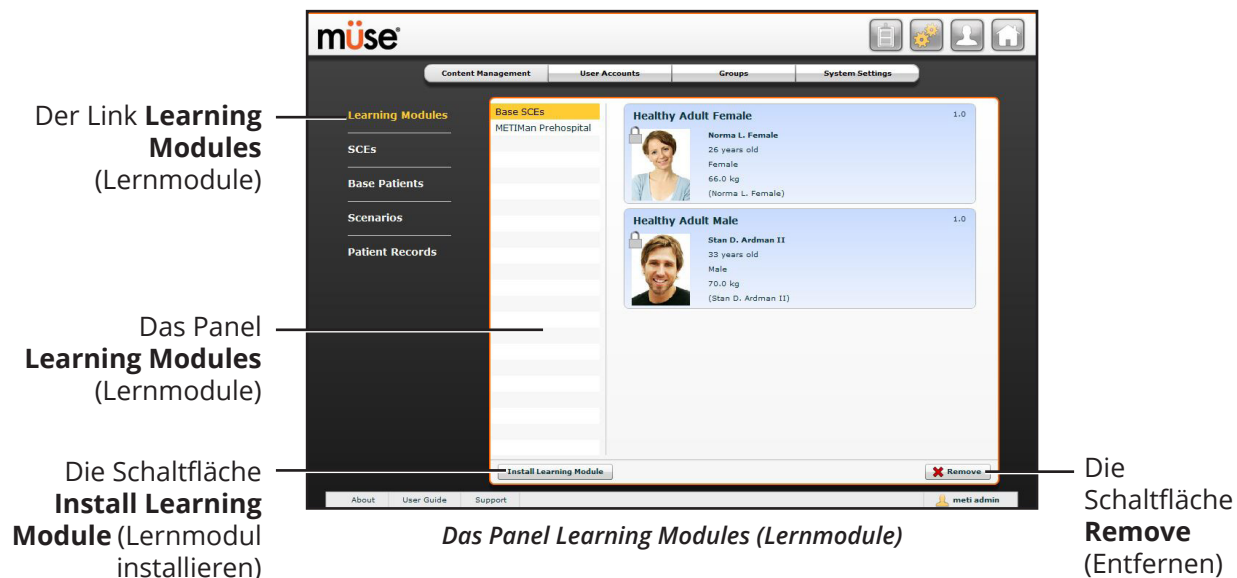 müse
Content Management
User Accounts
Groups
System Settings
Der Link Learning
Modules
(Lernmodule)
Learning Modules
SCEs
Base Patients
Scenarios
Patient Records
Base SCEs
METIMan Prehospital
Healthy Adult Female
1.0
Norma L. Female
26 years old
Female
66.0 kg
(Norma L. Female)
Healthy Adult Male
1.0
Stan D. Ardman II
33 years old
Male
70.0 kg
(Stan D. Ardman II)
Das Panel
Learning Modules
(Lernmodule)
Die Schaltfläche
Install Learning
Module (Lernmodul
installieren)
Install Learning Module
Remove
Die
Schaltfläche
Remove
(Entfernen)
About
User Guide
Support
meti admin
Das Panel Learning Modules (Lernmodule)